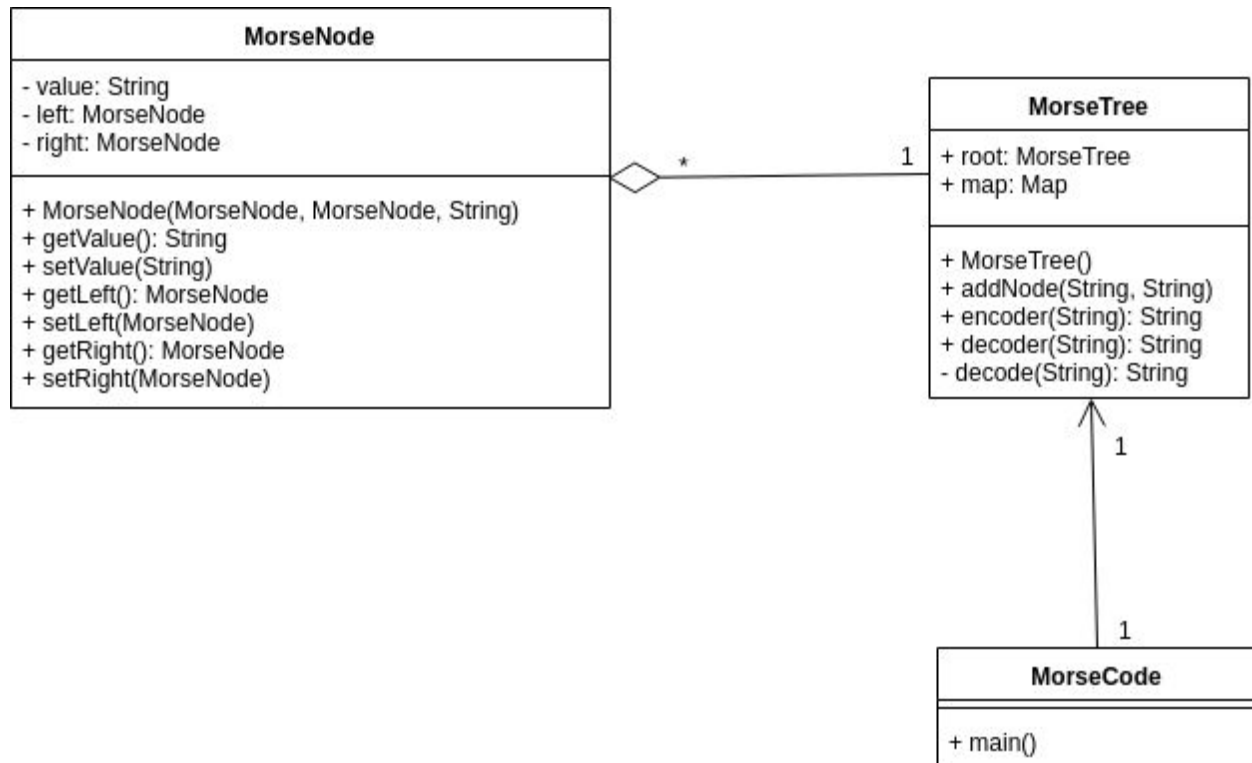 MorseNode
- value: String
- left: MorseNode
- right: MorseNode
+ MorseNode(MorseNode, MorseNode, String)
+ getValue(): String
+ setValue(String)
+ getLeft(): MorseNode
+ setLeft(MorseNode)
+ getRight(): MorseNode
+ setRight(MorseNode)
*
1
MorseTree
+ root: MorseTree
+ map: Map
+ MorseTree()
+ addNode(String, String)
+ encoder(String): String
+ decoder(String): String
- decode(String): String
1
1
MorseCode
+ main()